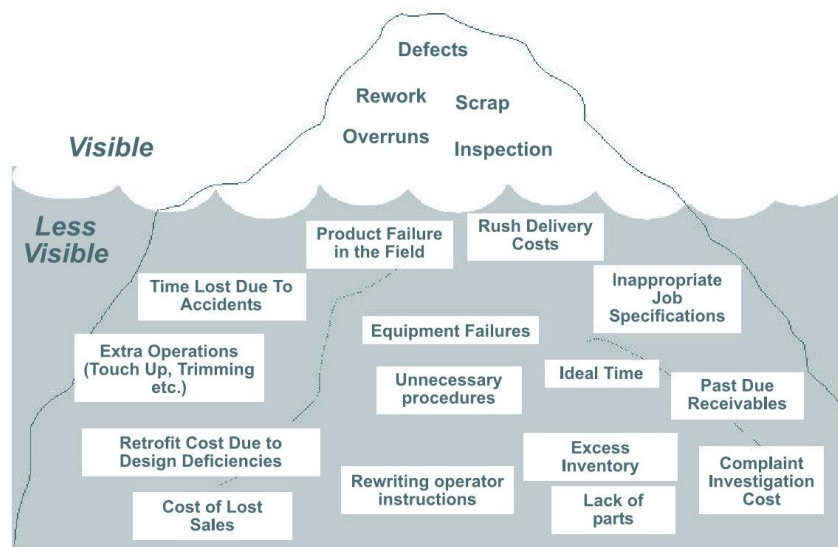 Defects
Rework
Scrap
Overruns
Inspection
Visible
Less
Visible
Product Failure
in the Field
Rush Delivery
Costs
Time Lost Due To
Accidents
Inappropriate
Job
Specifications
Equipment Failures
Extra Operations
(Touch Up, Trimming
etc.)
Unnecessary
procedures
Ideal Time
Past Due
Receivables
Retrofit Cost Due to
Design Deficiencies
Excess
Inventory
Complaint
Investigation
Cost
Rewriting operator
instructions
Cost of Lost
Sales
Lack of
parts